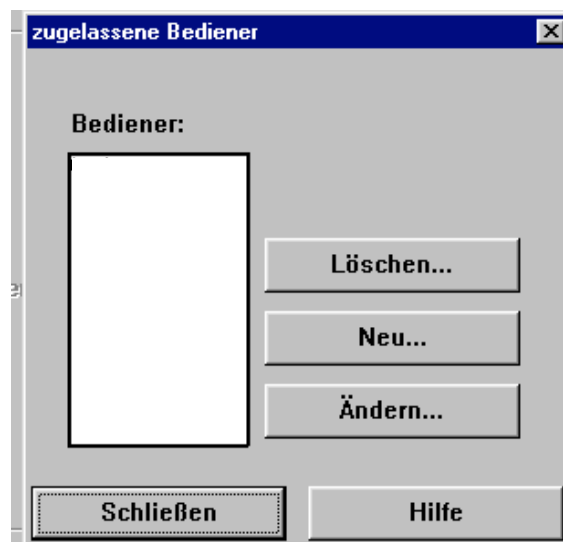 zugelassene Bediener
Bediener:
Löschen...
Neu...
Ändern...
Schließen
Hilfe